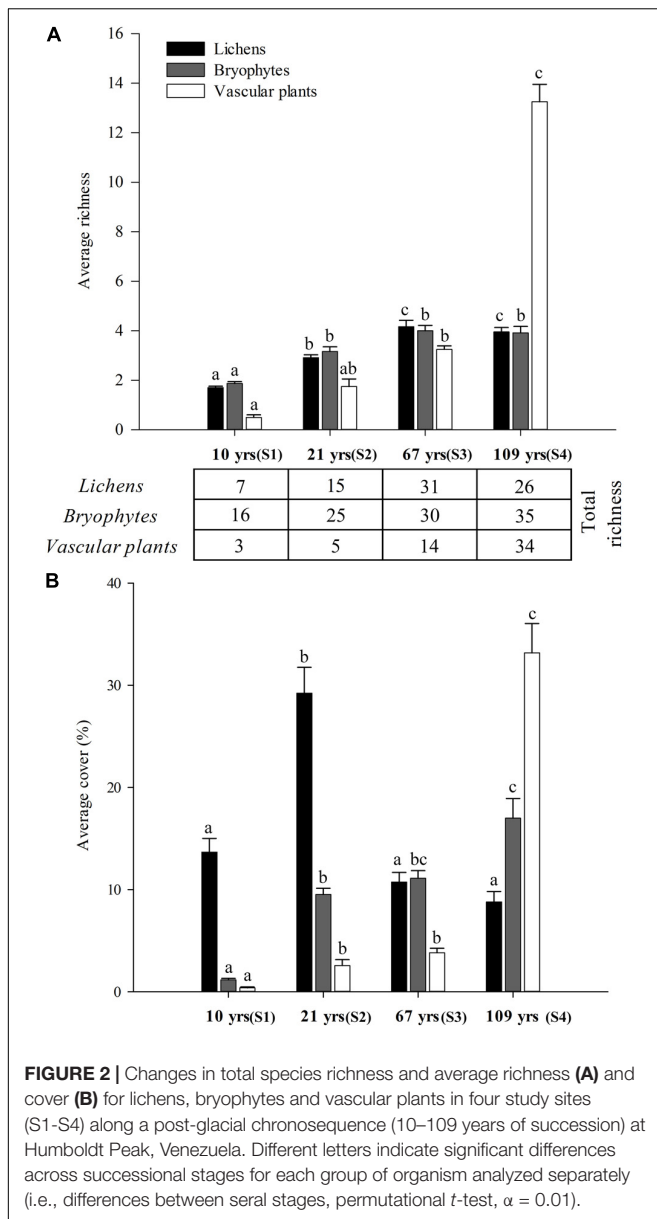 A
16
14
12
10
8
6
4
2
0
Average richness
Lichens
Bryophytes
Vascular plants
a a a
b b ab
c b b
c b c
10 yrs(S1) 21 yrs(S2) 67 yrs(S3) 109 yrs(S4)
Lichens 7 15 31 26
Bryophytes 16 25 30 35
Vascular plants 3 5 14 34
Total richness
B
40
30
20
10
0
Average cover (%)
a a a
b b b
a bc b
a c c
10 yrs(S1) 21 yrs(S2) 67 yrs(S3) 109 yrs (S4)
FIGURE 2 | Changes in total species richness and average richness (A) and
cover (B) for lichens, bryophytes and vascular plants in four study sites
(S1-S4) along a post-glacial chronosequence (10–109 years of succession) at
Humboldt Peak, Venezuela. Different letters indicate significant differences
across successional stages for each group of organism analyzed separately
(i.e., differences between seral stages, permutational t-test, α = 0.01).